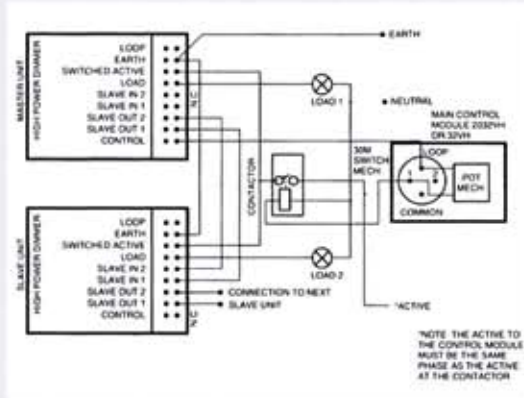 MASTER UNIT
HIGH POWER DIMMER
LOOP
EARTH
SWITCHED ACTIVE
LOAD
SLAVE IN 2
SLAVE IN 1
SLAVE OUT 2
SLAVE OUT 1
CONTROL
EARTH
LOAD 1
NEUTRAL
MAIN CONTROL
MODULE 2032VH
OR 32VH
30M
SWITCH
MECH
LOOP
1
2
COMMON
POT
MECH
CONTACTOR
SLAVE UNIT
HIGH POWER DIMMER
LOOP
EARTH
SWITCHED ACTIVE
LOAD
SLAVE IN 2
SLAVE IN 1
SLAVE OUT 2
SLAVE OUT 1
CONTROL
LOAD 2
CONNECTION TO NEXT
SLAVE UNIT
*ACTIVE
*NOTE THE ACTIVE TO
THE CONTROL MODULE
MUST BE THE SAME
PHASE AS THE ACTIVE
AT THE CONTACTOR